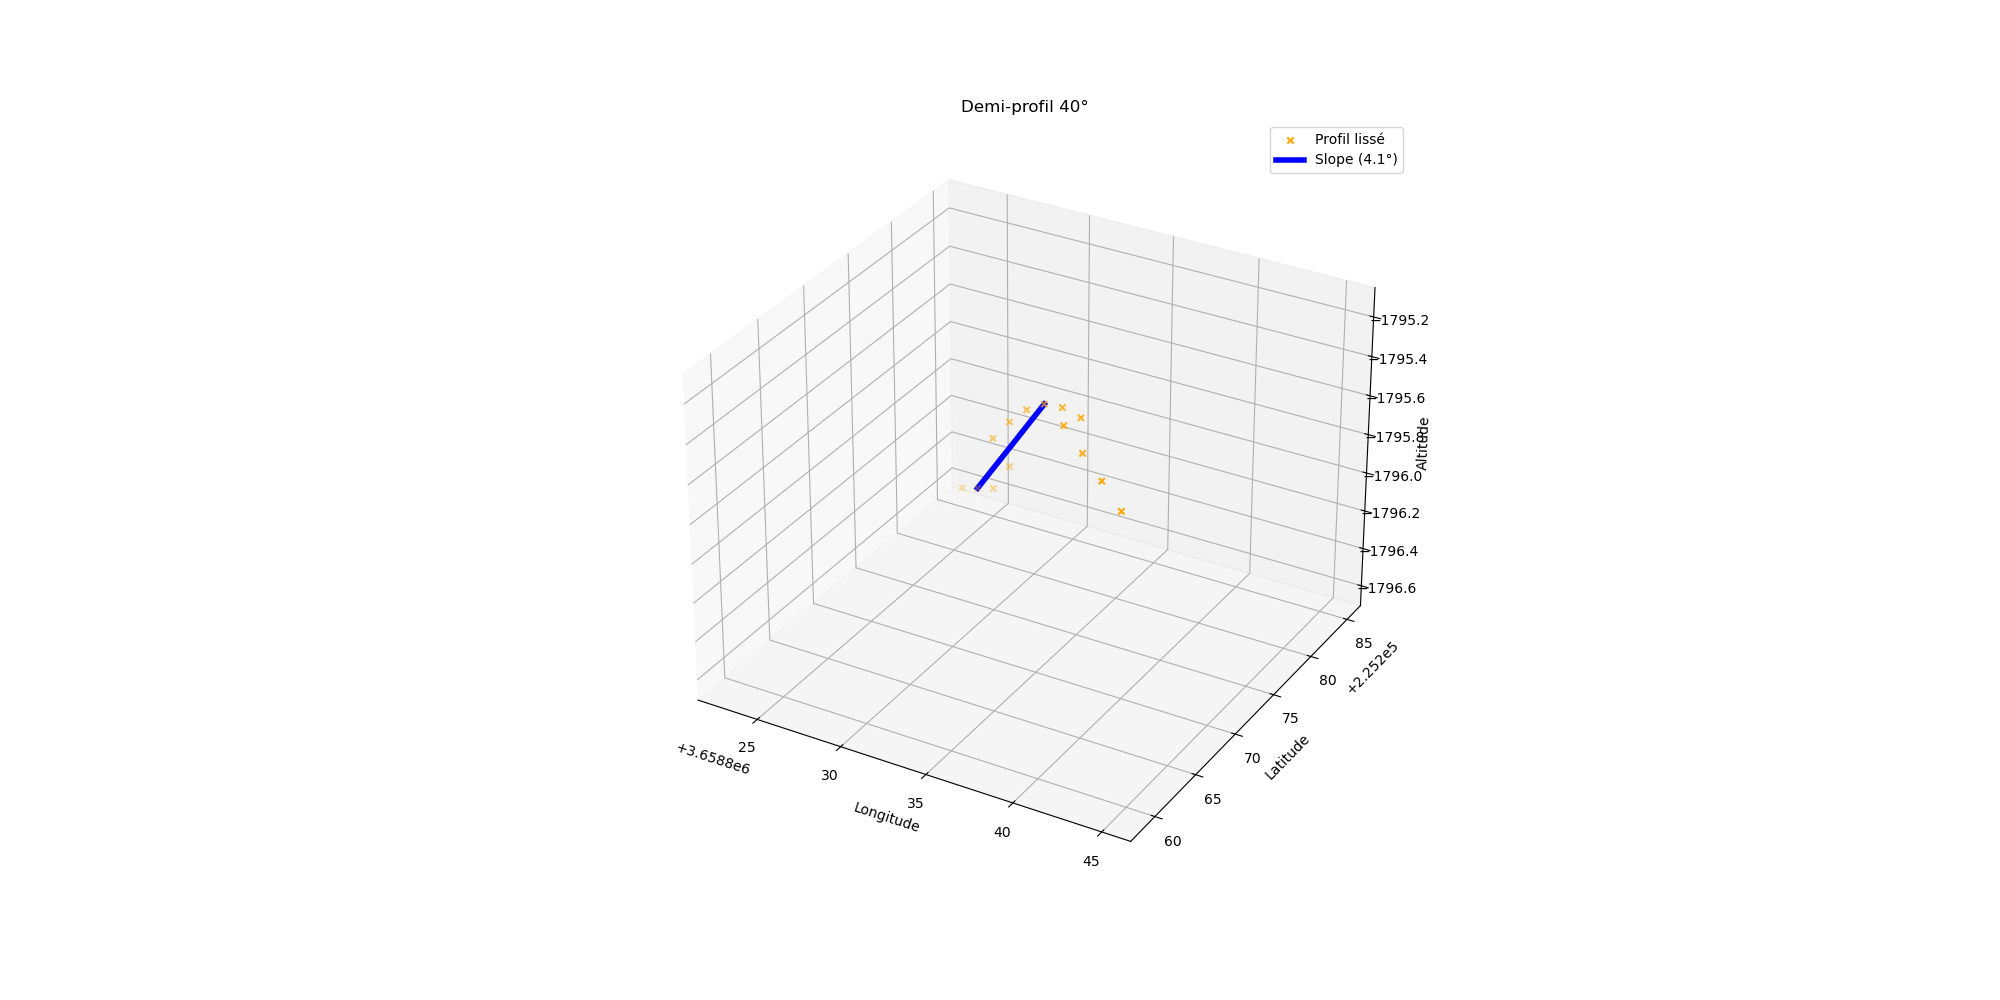 Demi-profil 40°
Profil lissé
Slope (4.1°)
−1795.2
−1795.4
−1795.6
−1795.8
−1796.0
−1796.2
−1796.4
−1796.6
Altitude
85
80
75
70
65
60
+2.252e5
Latitude
25
30
35
40
45
+3.6588e6
Longitude